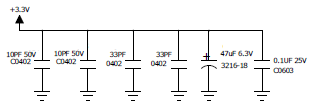 +3.3V
10PF 50V
C0402
10PF 50V
C0402
33PF
0402
33PF
0402
47uF 6.3V
3216-18
0.1UF 25V
C0603